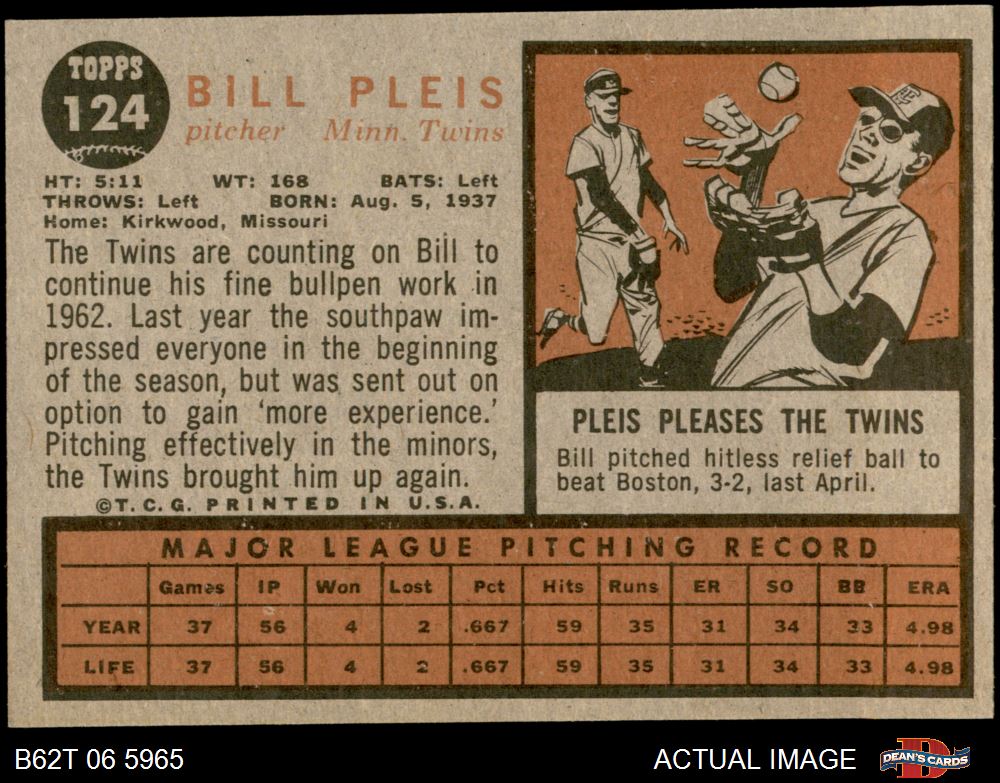 TOPPS
124
BILL PLEIS
pitcher Minn. Twins
HT: 5:11 WT: 168 BATS: Left
THROWS: Left BORN: Aug. 5, 1937
Home: Kirkwood, Missouri
The Twins are counting on Bill to
continue his fine bullpen work in
1962. Last year the southpaw im-
pressed everyone in the beginning
of the season, but was sent out on
option to gain 'more experience.'
Pitching effectively in the minors,
the Twins brought him up again.
©T.C.G. PRINTED IN U.S.A.
PLEIS PLEASES THE TWINS
Bill pitched hitless relief ball to
beat Boston, 3-2, last April.
MAJOR LEAGUE PITCHING RECORD
Games IP Won Lost Pct Hits Runs ER SO BB ERA
YEAR 37 56 4 2 .667 59 35 31 34 33 4.98
LIFE 37 56 4 2 .667 59 35 31 34 33 4.98
B62T 06 5965 ACTUAL IMAGE
D
DEAN'S CARDS